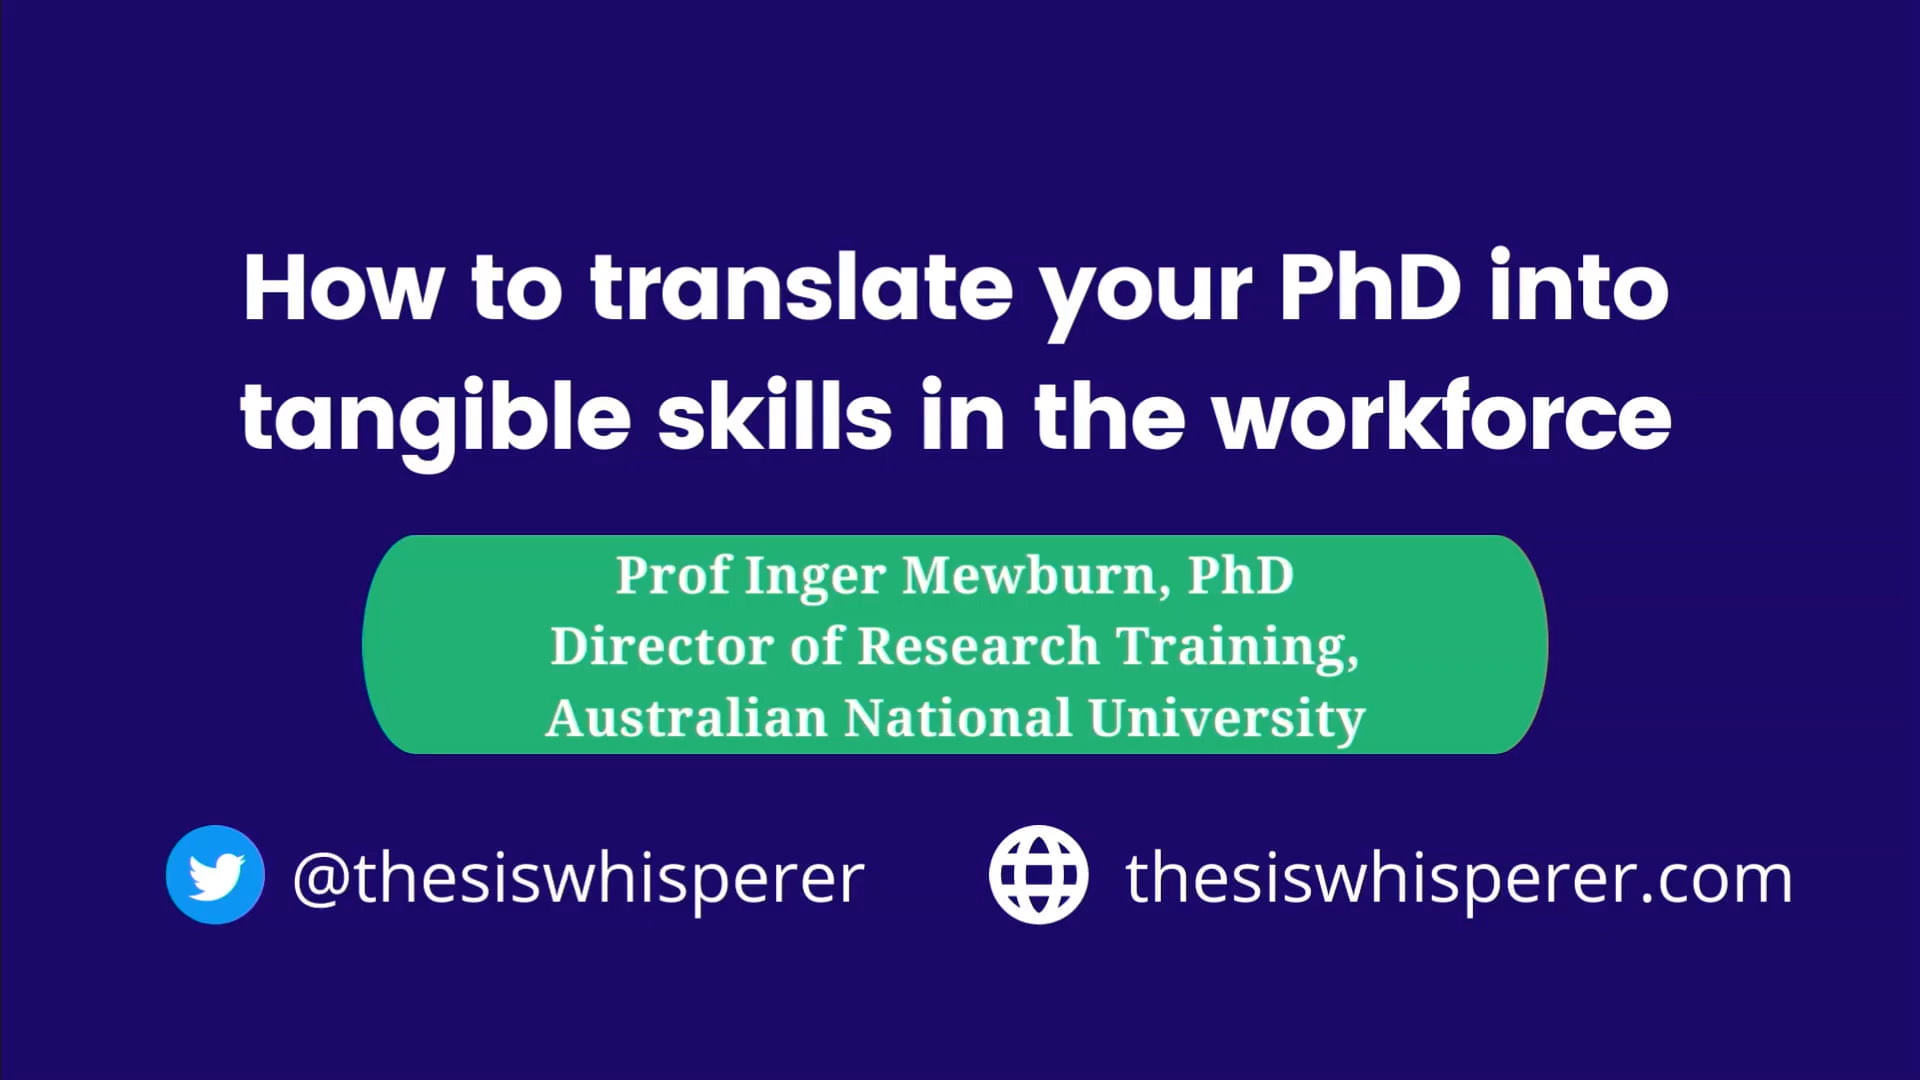 How to translate your PhD into
tangible skills in the workforce
Prof Inger Mewburn, PhD
Director of Research Training,
Australian National University
@thesiswhisperer
thesiswhisperer.com